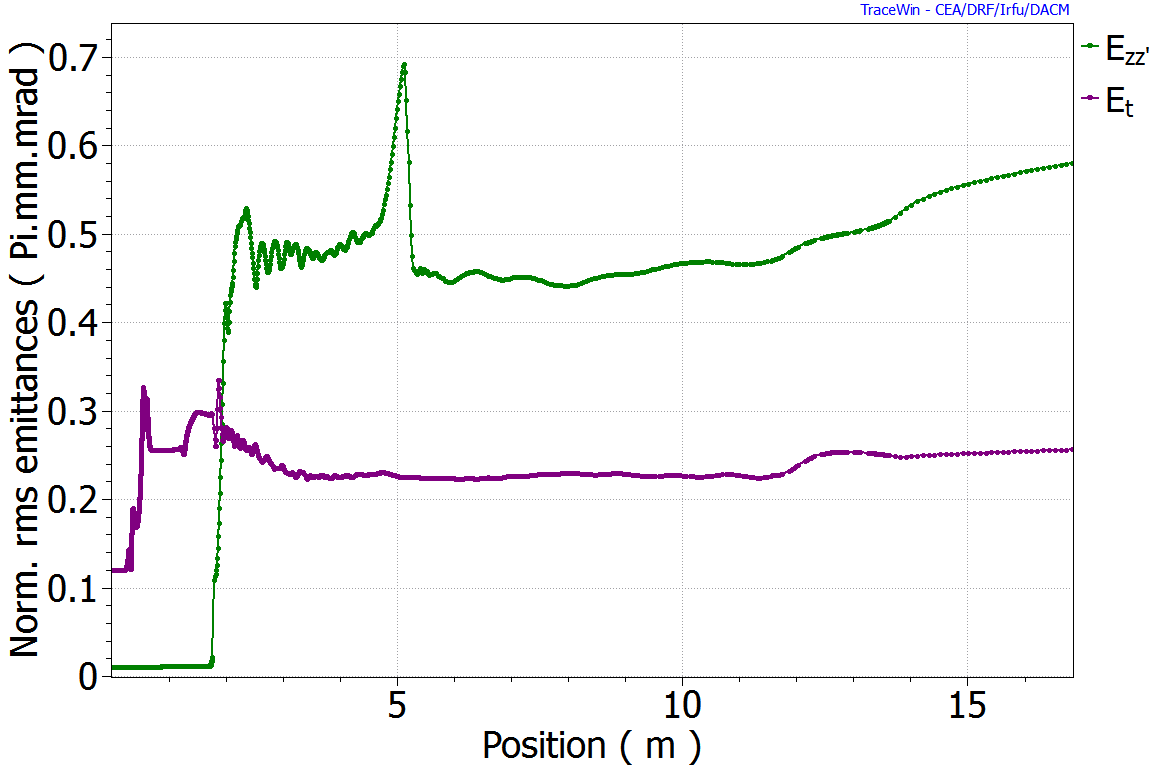 TraceWin - CEA/DRF/Irfu/DACM
Norm. rms emittances ( Pi.mm.mrad )
0.7
0.6
0.5
0.4
0.3
0.2
0.1
0
5
10
15
Position ( m )
Ezz'
Et